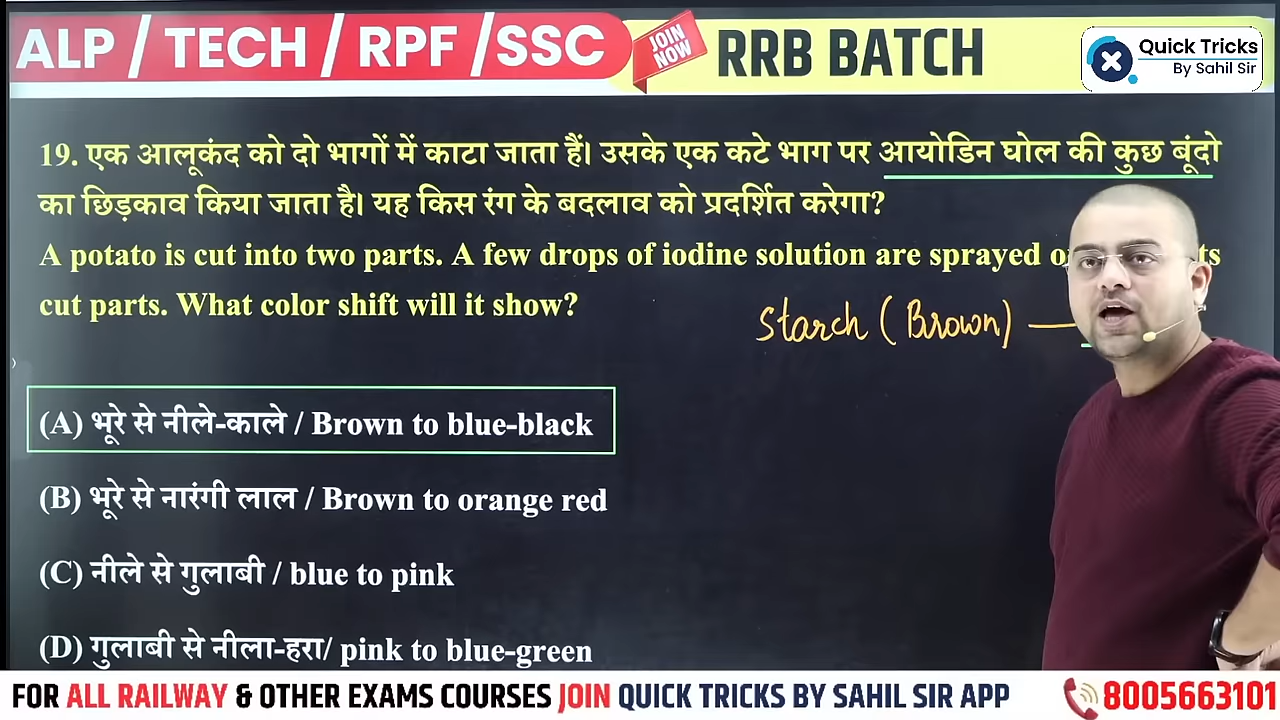 ALP / TECH / RPF / SSC
JOIN NOW
RRB BATCH
Quick Tricks
By Sahil Sir
19. एक आलूकंद को दो भागों में काटा जाता हैं। उसके एक कटे भाग पर आयोडिन घोल की कुछ बूंदो
का छिड़काव किया जाता है। यह किस रंग के बदलाव को प्रदर्शित करेगा?
A potato is cut into two parts. A few drops of iodine solution are sprayed
cut parts. What color shift will it show?
Starch (Brown) —
(A) भूरे से नीले-काले / Brown to blue-black
(B) भूरे से नारंगी लाल / Brown to orange red
(C) नीले से गुलाबी / blue to pink
(D) गुलाबी से नीला-हरा/ pink to blue-green
FOR ALL RAILWAY & OTHER EXAMS COURSES JOIN QUICK TRICKS BY SAHIL SIR APP
8005663101